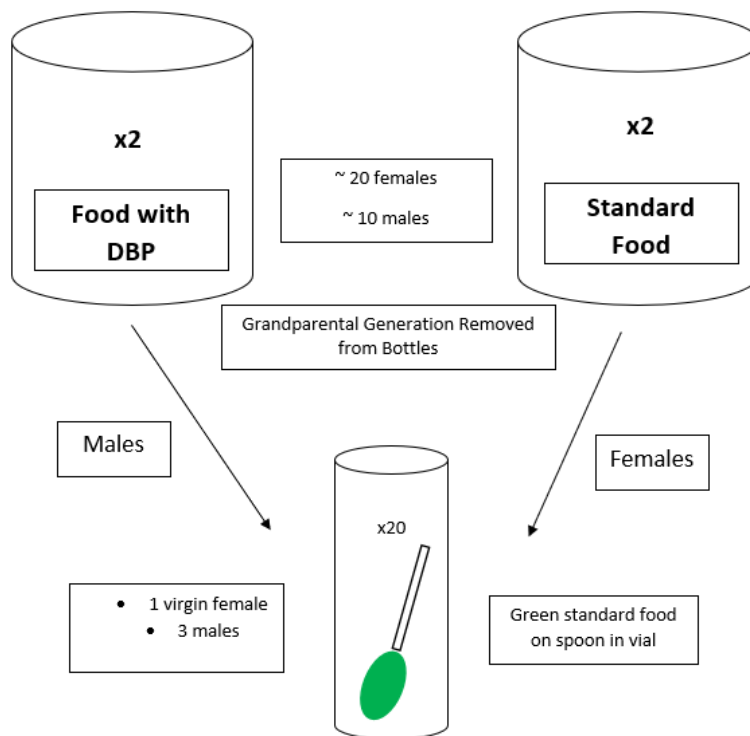 x2
Food with
DBP
~ 20 females
~ 10 males
x2
Standard
Food
Grandparental Generation Removed
from Bottles
Males
Females
x20
• 1 virgin female
• 3 males
Green standard food
on spoon in vial